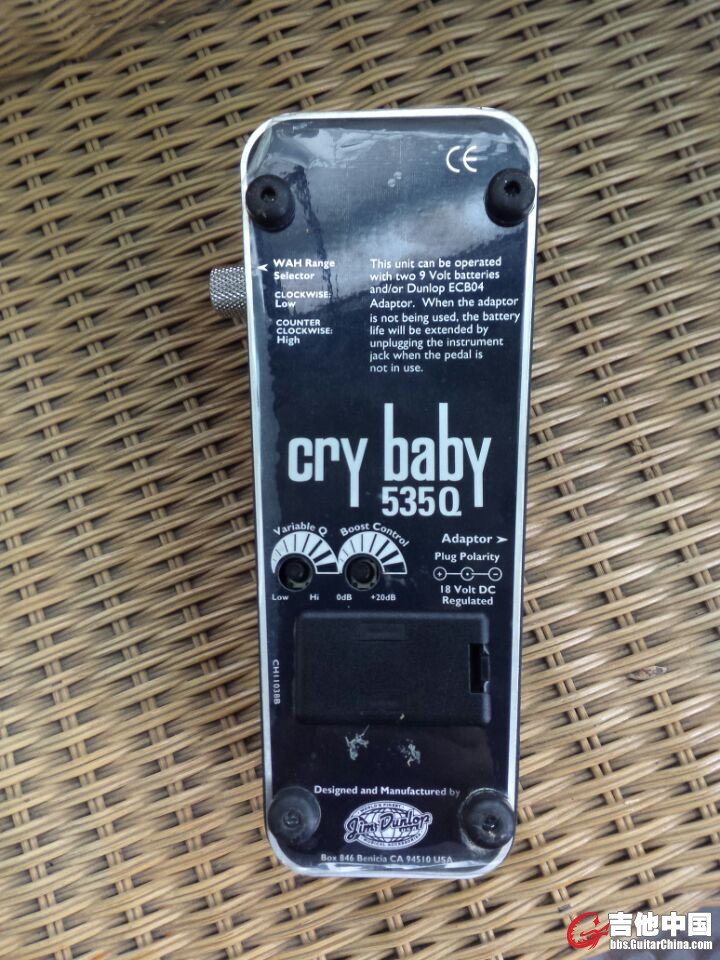 CE
WAH Range
Selector
CLOCKWISE:
Low
COUNTER
CLOCKWISE:
High
This unit can be operated
with two 9 Volt batteries
and/or Dunlop ECB04
Adaptor. When the adaptor
is not being used, the battery
life will be extended by
unplugging the instrument
jack when the pedal is
not in use.
cry baby
535Q
Variable Q
Boost Control
Low Hi
0dB +20dB
Adaptor
Plug Polarity
+ -
18 Volt DC
Regulated
CH11038B
Designed and Manufactured by
WORLD'S FINEST
Jim Dunlop
MUSICAL ACCESSORIES
Box 846 Benicia CA 94510 USA
吉他中国
bbs.GuitarChina.com